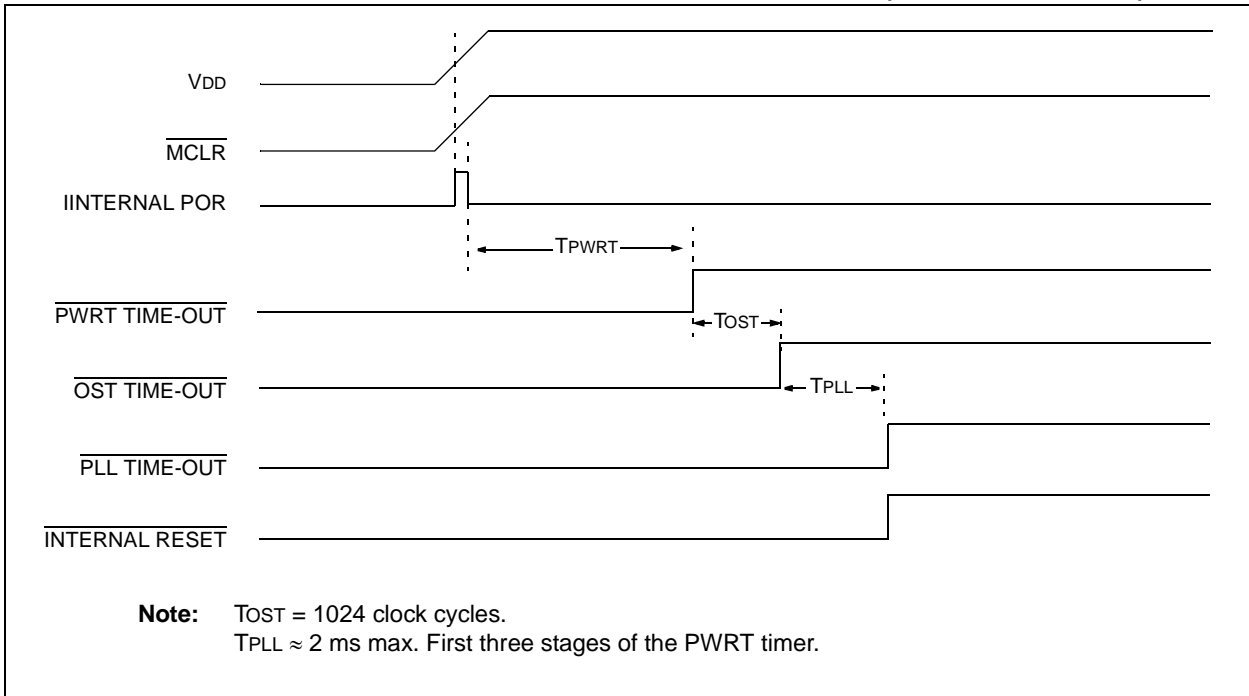 VDD
MCLR
IINTERNAL POR
TPWRT
PWRT TIME-OUT
TOST
OST TIME-OUT
TPLL
PLL TIME-OUT
INTERNAL RESET
Note: TOST = 1024 clock cycles.
TPLL ≈ 2 ms max. First three stages of the PWRT timer.